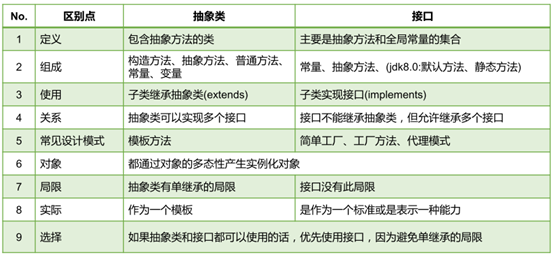 No. 区别点 抽象类 接口
1 定义 包含抽象方法的类 主要是抽象方法和全局常量的集合
2 组成 构造方法、抽象方法、普通方法、常量、变量 常量、抽象方法、(jdk8.0:默认方法、静态方法)
3 使用 子类继承抽象类(extends) 子类实现接口(implements)
4 关系 抽象类可以实现多个接口 接口不能继承抽象类，但允许继承多个接口
5 常见设计模式 模板方法 简单工厂、工厂方法、代理模式
6 对象 都通过对象的多态性产生实例化对象
7 局限 抽象类有单继承的局限 接口没有此局限
8 实际 作为一个模板 是作为一个标准或是表示一种能力
9 选择 如果抽象类和接口都可以使用的话，优先使用接口，因为避免单继承的局限